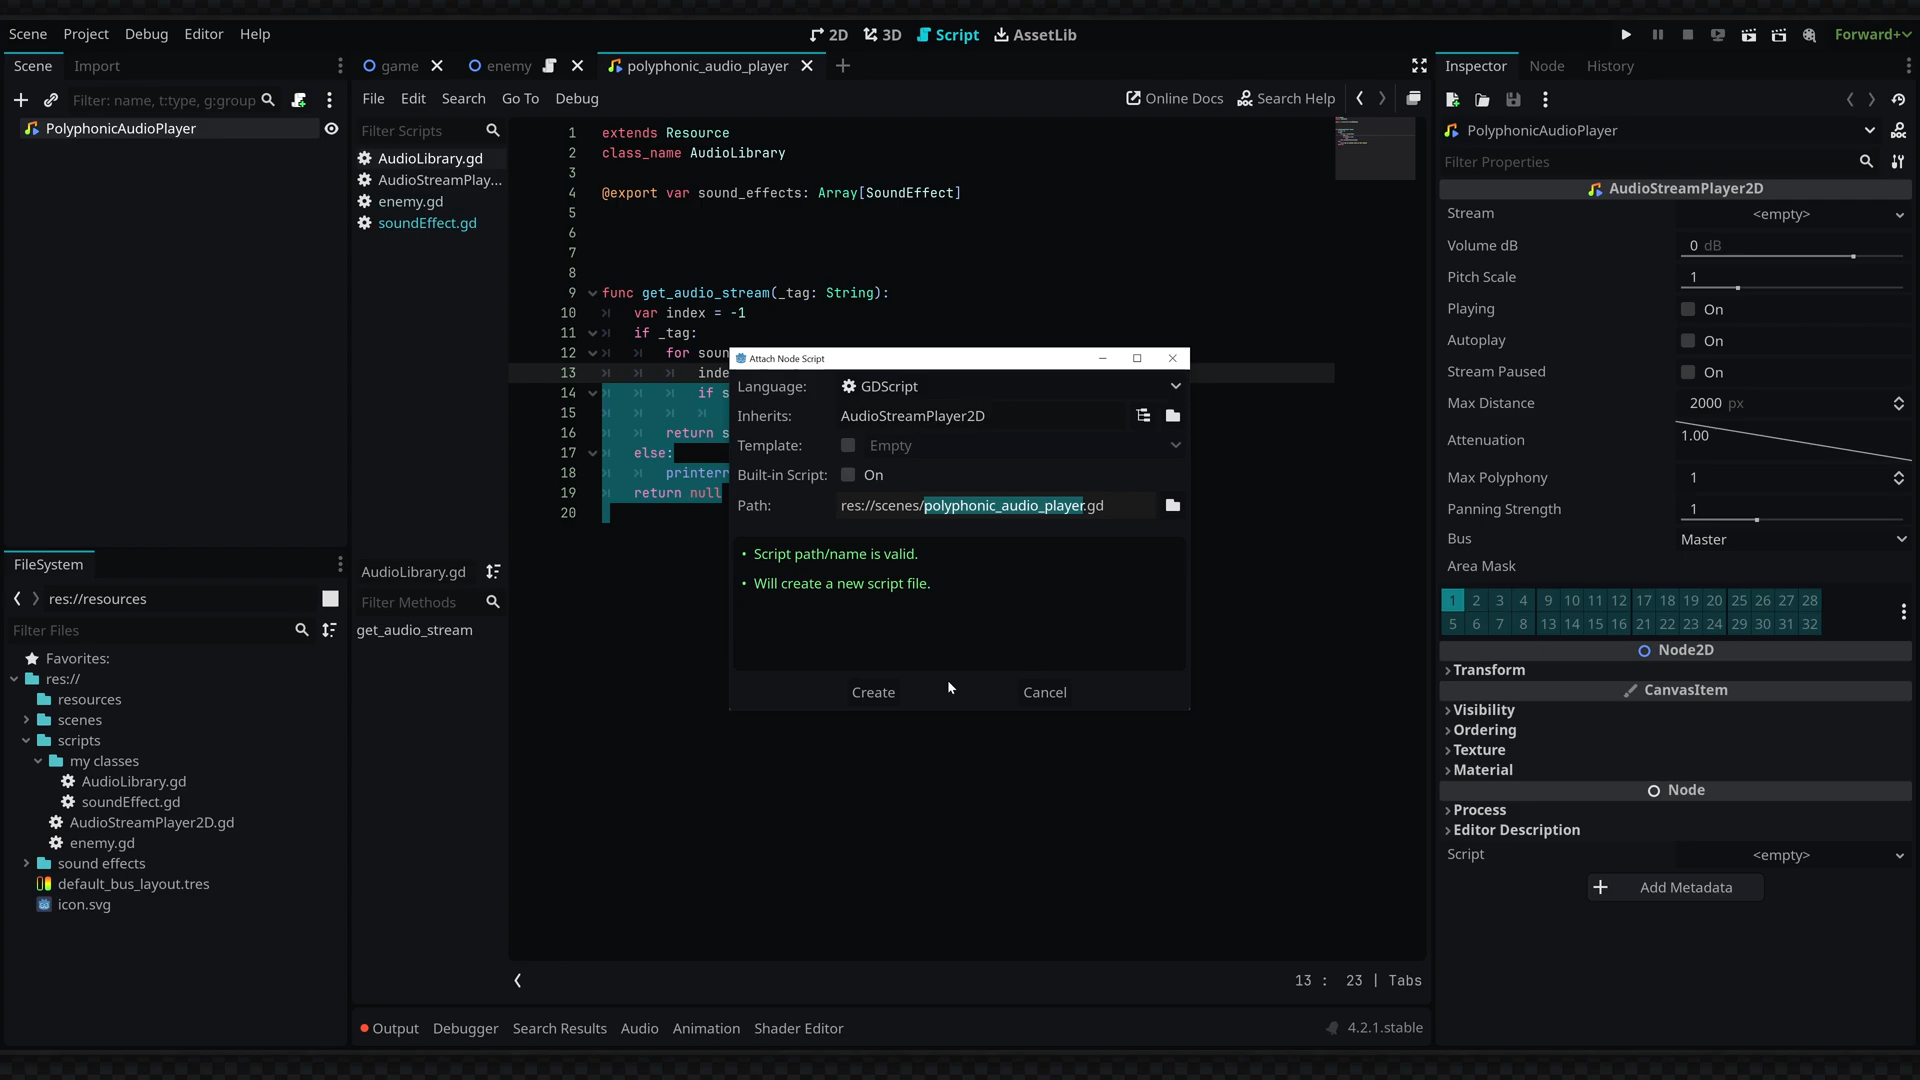 Scene Project Debug Editor Help
2D 3D Script AssetLib
Forward+
Scene Import
Filter: name, t:type, g:group
PolyphonicAudioPlayer
game enemy polyphonic_audio_player
File Edit Search Go To Debug
Online Docs Search Help
Filter Scripts
AudioLibrary.gd
AudioStreamPlay...
enemy.gd
soundEffect.gd
AudioLibrary.gd
Filter Methods
get_audio_stream
1 extends Resource
2 class_name AudioLibrary
3
4 @export var sound_effects: Array[SoundEffect]
5
6
7
8
9 func get_audio_stream(_tag: String):
10 var index = -1
11 if _tag:
12 for soun
13 inde
14 if s
15
16 return s
17 else:
18 printerr
19 return null
20
Attach Node Script
Language: GDScript
Inherits: AudioStreamPlayer2D
Template: Empty
Built-in Script: On
Path: res://scenes/polyphonic_audio_player.gd
• Script path/name is valid.
• Will create a new script file.
Create Cancel
13 : 23 | Tabs
Output Debugger Search Results Audio Animation Shader Editor
4.2.1.stable
FileSystem
res://resources
Filter Files
Favorites:
res://
resources
scenes
scripts
my classes
AudioLibrary.gd
soundEffect.gd
AudioStreamPlayer2D.gd
enemy.gd
sound effects
default_bus_layout.tres
icon.svg
Inspector Node History
PolyphonicAudioPlayer
Filter Properties
AudioStreamPlayer2D
Stream <empty>
Volume dB 0 dB
Pitch Scale 1
Playing On
Autoplay On
Stream Paused On
Max Distance 2000 px
Attenuation 1.00
Max Polyphony 1
Panning Strength 1
Bus Master
Area Mask
1 2 3 4 9 10 11 12 17 18 19 20 25 26 27 28
5 6 7 8 13 14 15 16 21 22 23 24 29 30 31 32
Node2D
Transform
CanvasItem
Visibility
Ordering
Texture
Material
Node
Process
Editor Description
Script <empty>
Add Metadata